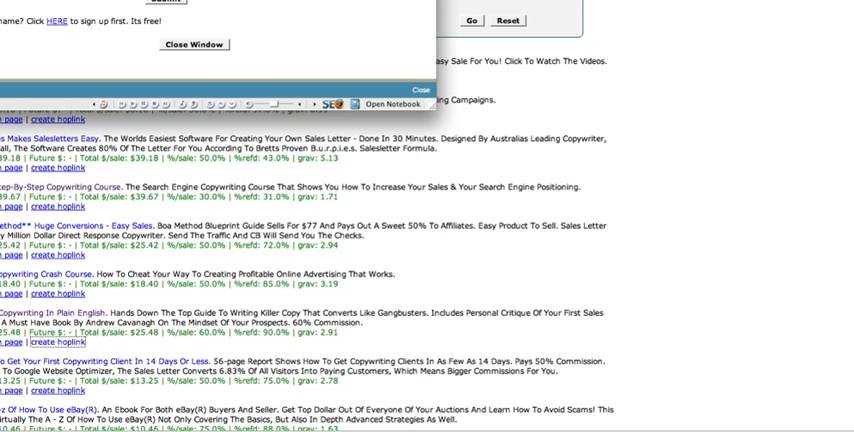 Submit
name? Click HERE to sign up first. Its free!
Close Window
Go Reset
asy Sale For You! Click To Watch The Videos.
Close
ing Campaigns.
SEO Open Notebook
page | create hoplink
s Makes Salesletters Easy. The Worlds Easiest Software For Creating Your Own Sales Letter - Done In 30 Minutes. Designed By Australias Leading Copywriter,
all, The Software Creates 80% Of The Letter For You According To Bretts Proven B.u.r.p.i.e.s. Salesletter Formula.
39.18 | Future $: - | Total $/sale: $39.18 | %/sale: 50.0% | %refd: 43.0% | grav: 5.13
page | create hoplink
tep-By-Step Copywriting Course. The Search Engine Copywriting Course That Shows You How To Increase Your Sales & Your Search Engine Positioning.
39.67 | Future $: - | Total $/sale: $39.67 | %/sale: 30.0% | %refd: 31.0% | grav: 1.71
page | create hoplink
ethod** Huge Conversions - Easy Sales. Boa Method Blueprint Guide Sells For $77 And Pays Out A Sweet 50% To Affiliates. Easy Product To Sell. Sales Letter
y Million Dollar Direct Response Copywriter. Send The Traffic And CB Will Send You The Checks.
25.42 | Future $: - | Total $/sale: $25.42 | %/sale: 50.0% | %refd: 72.0% | grav: 2.94
page | create hoplink
opywriting Crash Course. How To Cheat Your Way To Creating Profitable Online Advertising That Works.
18.40 | Future $: - | Total $/sale: $18.40 | %/sale: 50.0% | %refd: 85.0% | grav: 3.19
page | create hoplink
Copywriting In Plain English. Hands Down The Top Guide To Writing Killer Copy That Converts Like Gangbusters. Includes Personal Critique Of Your First Sales
A Must Have Book By Andrew Cavanagh On The Mindset Of Your Prospects. 60% Commission.
25.48 | Future $: - | Total $/sale: $25.48 | %/sale: 60.0% | %refd: 90.0% | grav: 2.91
page | create hoplink
o Get Your First Copywriting Client In 14 Days Or Less. 56-page Report Shows How To Get Copywriting Clients In As Few As 14 Days. Pays 50% Commission.
To Google Website Optimizer, The Sales Letter Converts 6.83% Of All Visitors Into Paying Customers, Which Means Bigger Commissions For You.
13.25 | Future $: - | Total $/sale: $13.25 | %/sale: 50.0% | %refd: 75.0% | grav: 2.78
page | create hoplink
-z Of How To Use eBay(R). An Ebook For Both eBay(R) Buyers And Seller. Get Top Dollar Out Of Everyone Of Your Auctions And Learn How To Avoid Scams! This
irtually The A - Z Of How To Use eBay(R) Not Only Covering The Basics, But Also In Depth Advanced Strategies As Well.
10.46 | Future $: - | Total $/sale: $10.46 | %/sale: 75.0% | %refd: 88.0% | grav: 1.63